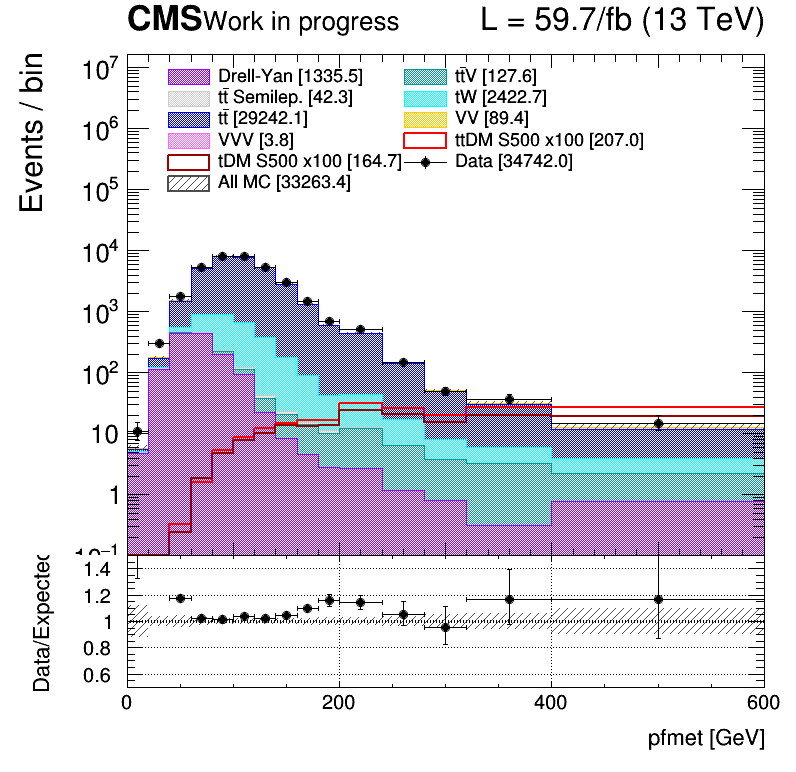 CMS Work in progress L = 59.7/fb (13 TeV)
Events / bin
10⁷
10⁶
10⁵
10⁴
10³
10²
10
1
10⁻¹
Drell-Yan [1335.5] tt̄V [127.6]
tt̄ Semilep. [42.3] tW [2422.7]
tt̄ [29242.1] VV [89.4]
VVV [3.8] ttDM S500 x100 [207.0]
tDM S500 x100 [164.7] Data [34742.0]
All MC [33263.4]
Data/Expected
1.4
1.2
1
0.8
0.6
0 200 400 600
pfmet [GeV]